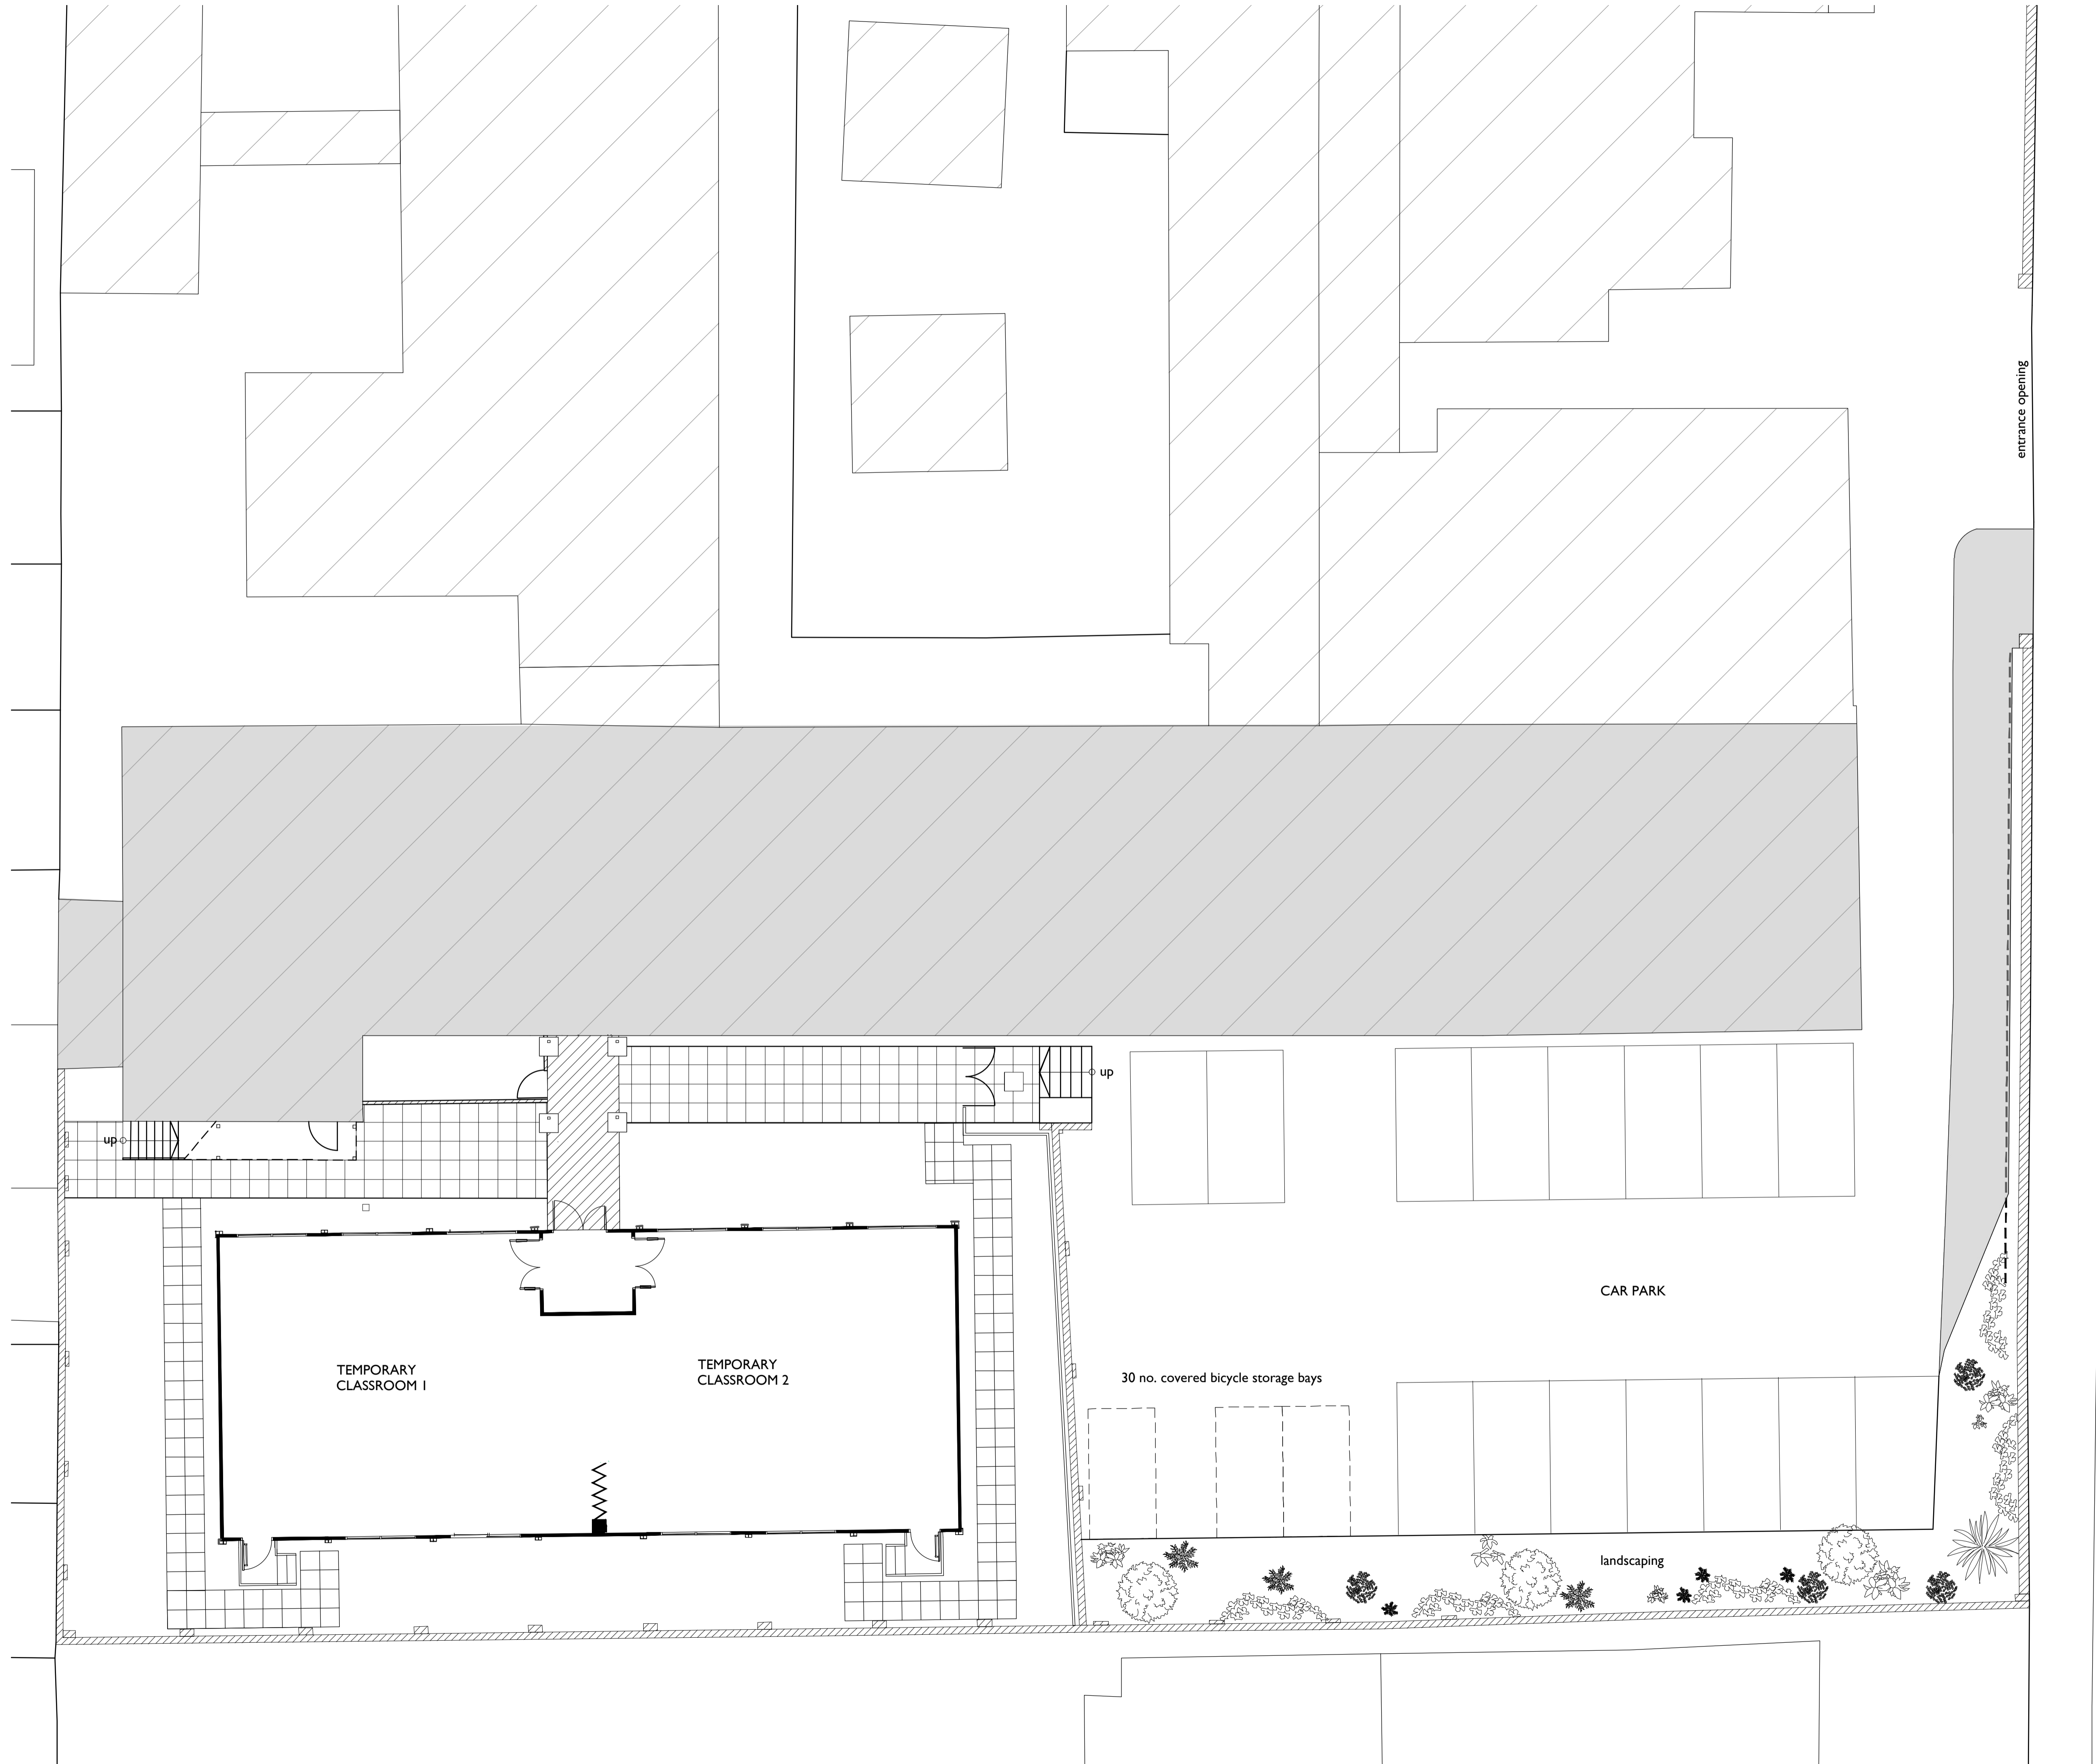 entrance opening
up
up
CAR PARK
TEMPORARY
CLASSROOM 1
TEMPORARY
CLASSROOM 2
30 no. covered bicycle storage bays
landscaping